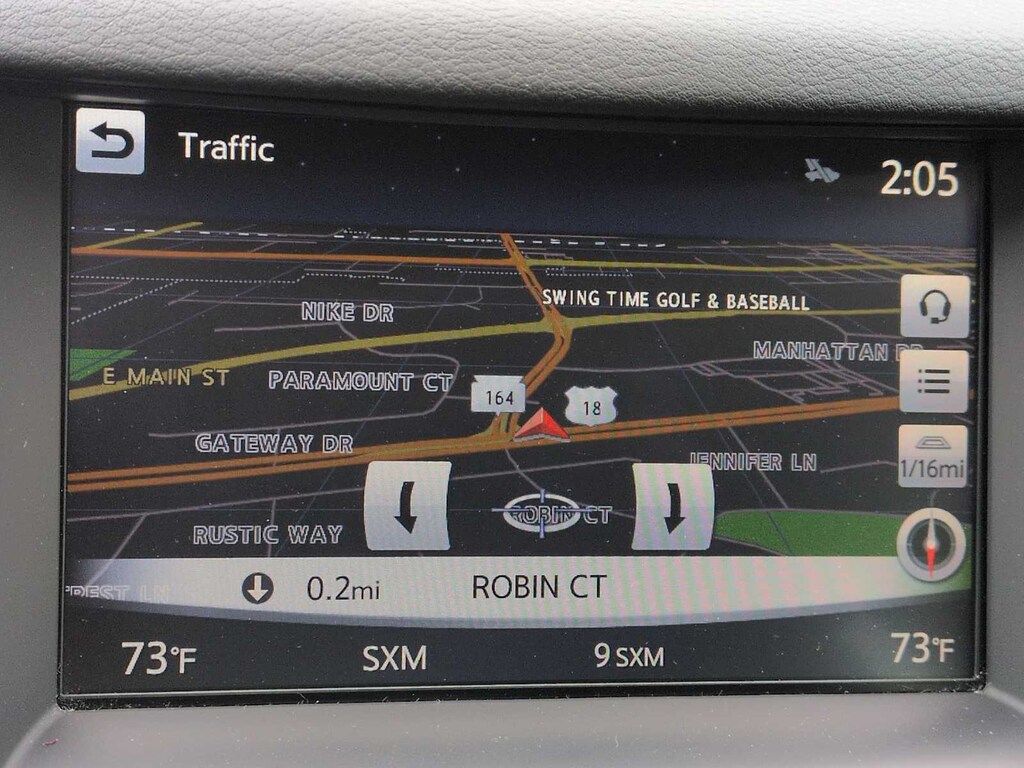 Traffic
2:05
SWING TIME GOLF & BASEBALL
NIKE DR
MANHATTAN DR
E MAIN ST
PARAMOUNT CT
164
18
GATEWAY DR
JENNIFER LN
1/16mi
ROBIN CT
RUSTIC WAY
0.2mi
ROBIN CT
73°F
SXM
9 SXM
73°F